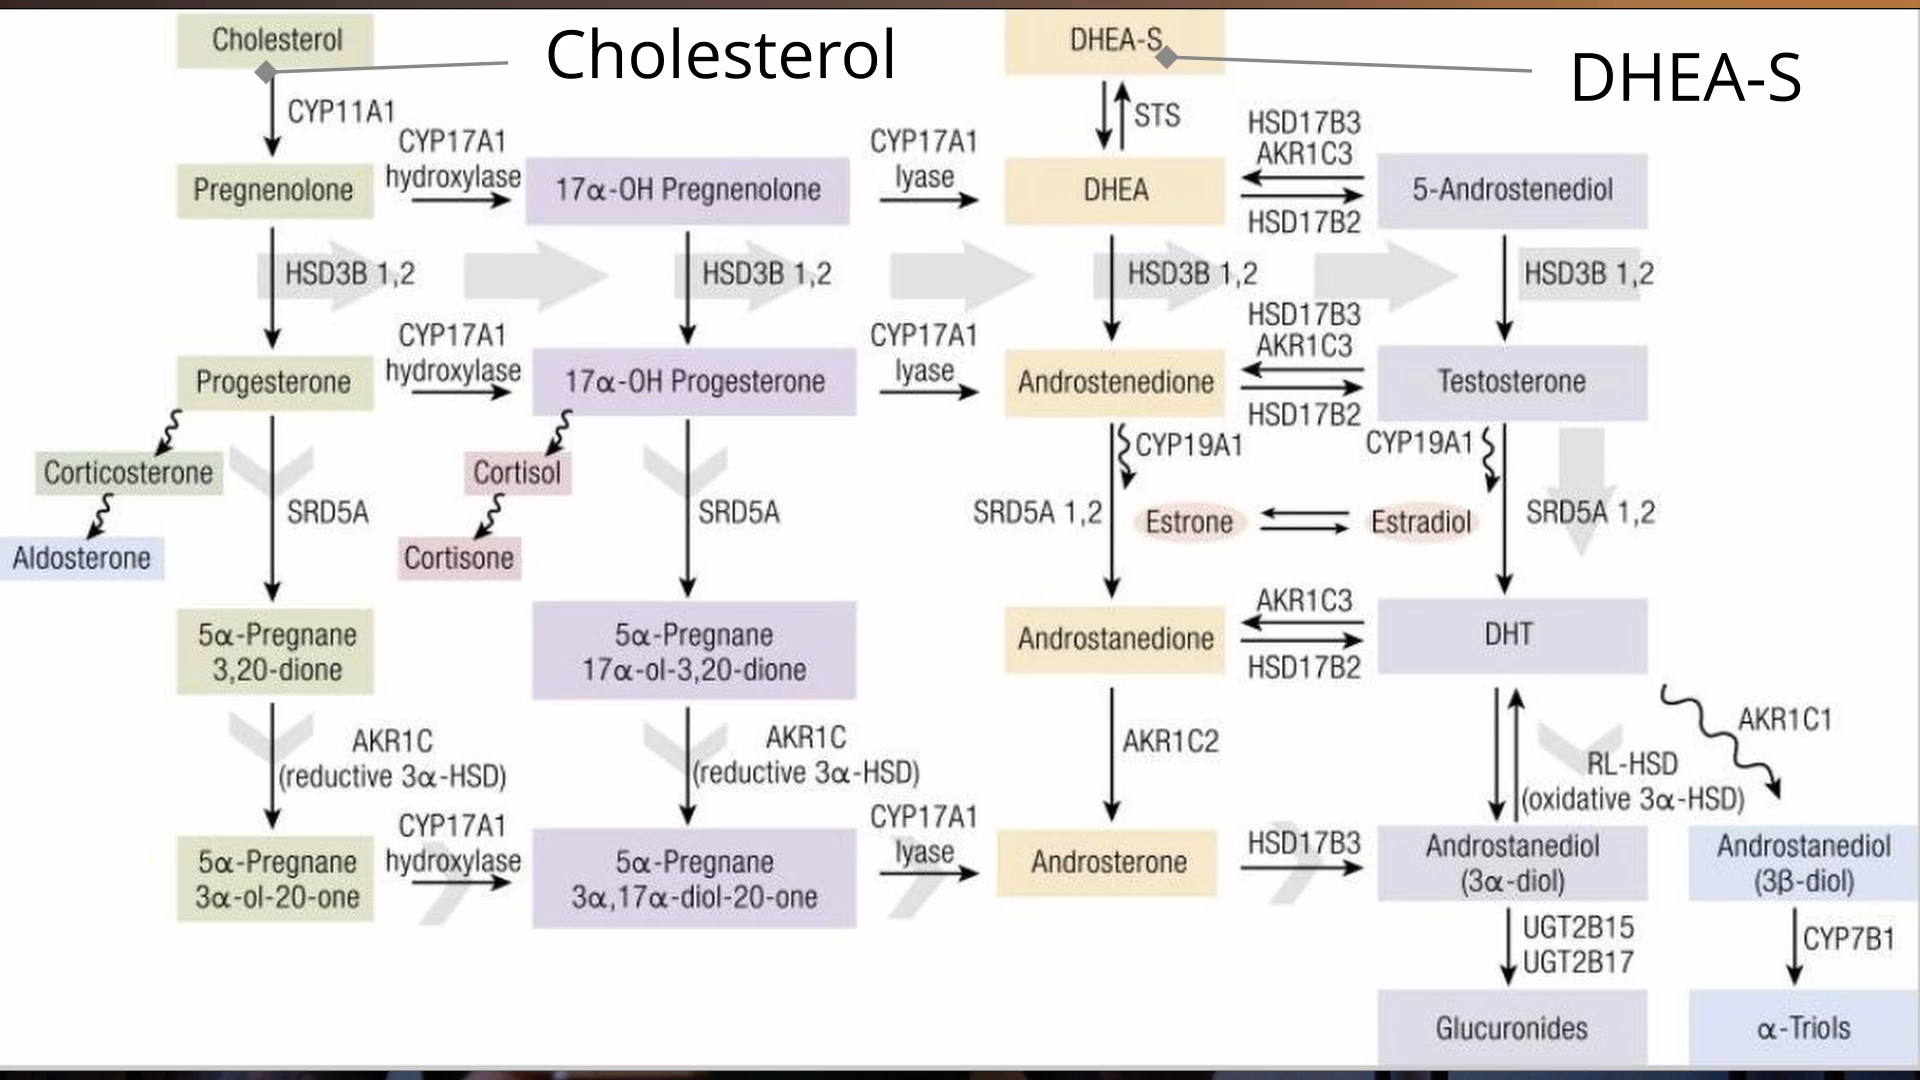 Cholesterol
Cholesterol
DHEA-S
DHEA-S
CYP11A1
STS
CYP17A1
hydroxylase
CYP17A1
lyase
HSD17B3
AKR1C3
HSD17B2
Pregnenolone
17α-OH Pregnenolone
DHEA
5-Androstenediol
HSD3B 1,2
HSD3B 1,2
HSD3B 1,2
HSD3B 1,2
CYP17A1
hydroxylase
CYP17A1
lyase
HSD17B3
AKR1C3
HSD17B2
Progesterone
17α-OH Progesterone
Androstenedione
Testosterone
CYP19A1
CYP19A1
Corticosterone
Cortisol
SRD5A
SRD5A
SRD5A 1,2
Estrone
Estradiol
SRD5A 1,2
Aldosterone
Cortisone
5α-Pregnane
3,20-dione
5α-Pregnane
17α-ol-3,20-dione
Androstanedione
AKR1C3
HSD17B2
DHT
AKR1C
(reductive 3α-HSD)
AKR1C
(reductive 3α-HSD)
AKR1C2
RL-HSD
(oxidative 3α-HSD)
AKR1C1
CYP17A1
hydroxylase
CYP17A1
lyase
HSD17B3
5α-Pregnane
3α-ol-20-one
5α-Pregnane
3α,17α-diol-20-one
Androsterone
Androstanediol
(3α-diol)
Androstanediol
(3β-diol)
UGT2B15
UGT2B17
CYP7B1
Glucuronides
α-Triols